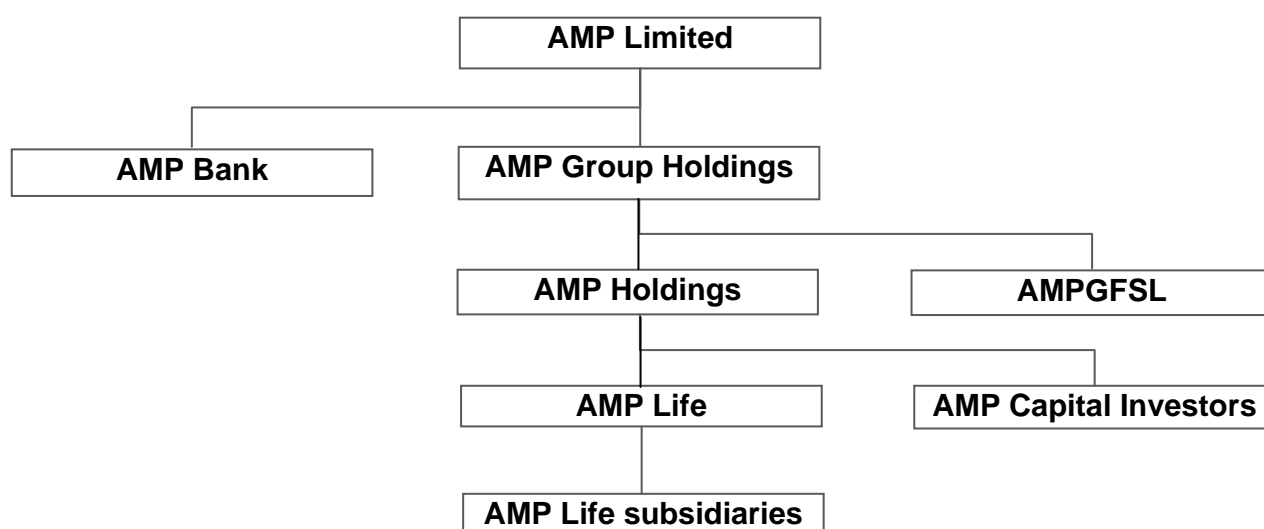 AMP Limited
AMP Bank
AMP Group Holdings
AMP Holdings
AMPGFSL
AMP Life
AMP Capital Investors
AMP Life subsidiaries